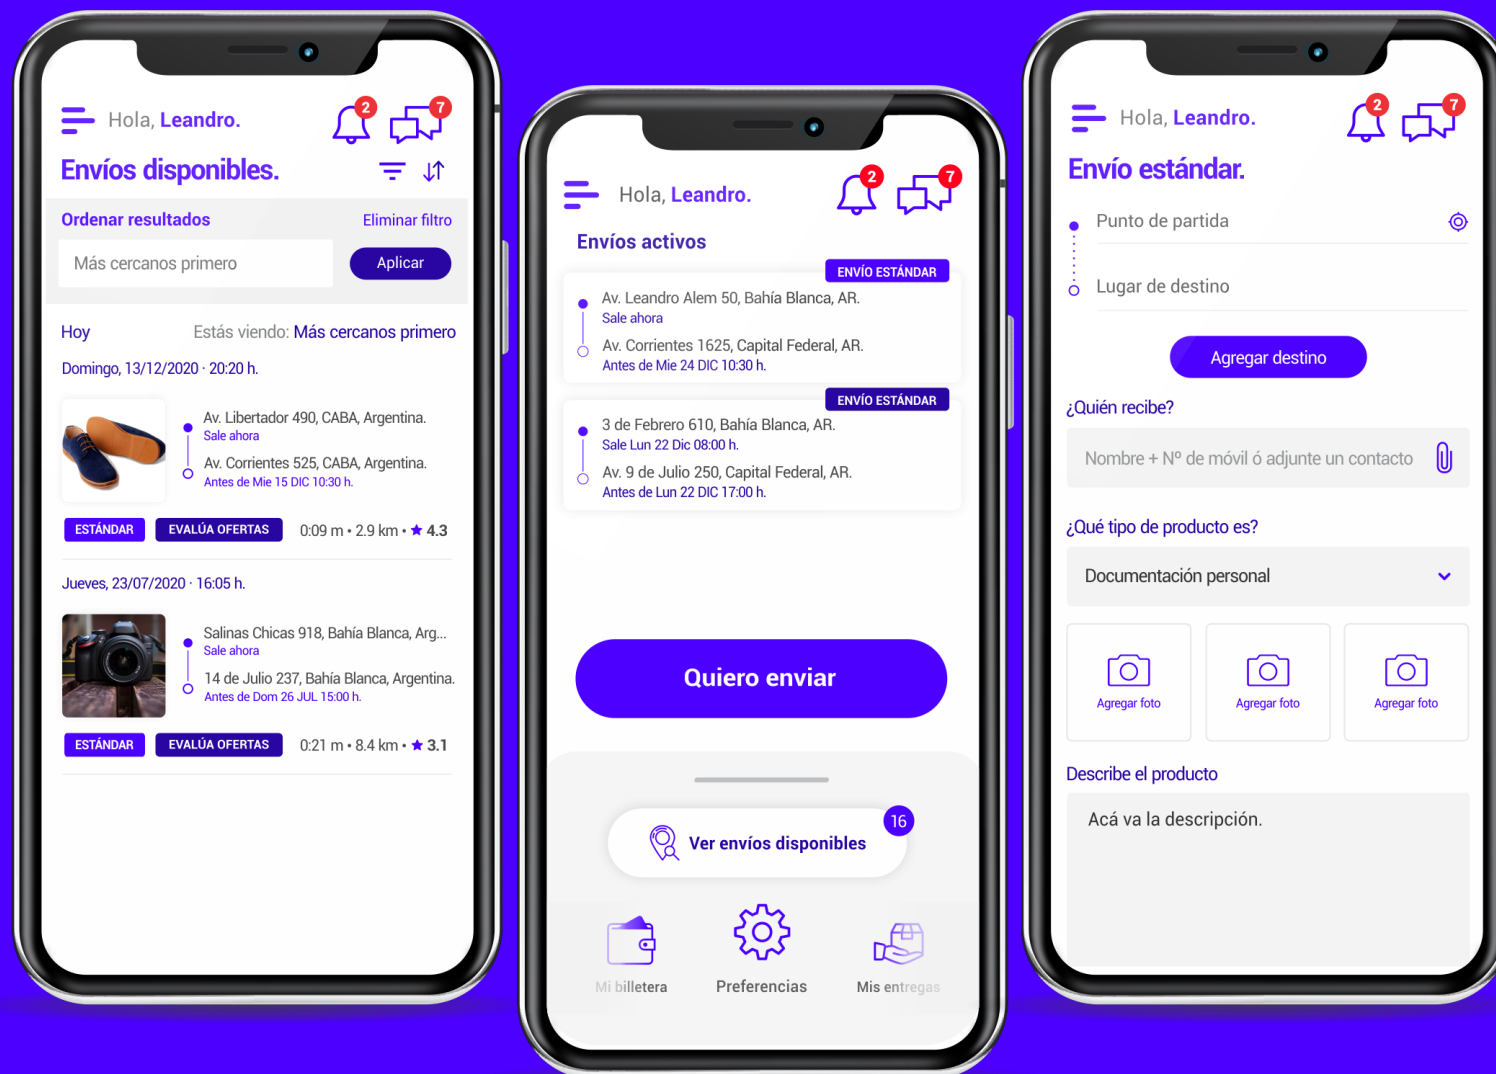 Hola, Leandro.
2
7
Envíos disponibles.
Ordenar resultados
Eliminar filtro
Más cercanos primero
Aplicar
Hoy
Estás viendo: Más cercanos primero
Domingo, 13/12/2020 · 20:20 h.
Av. Libertador 490, CABA, Argentina.
Sale ahora
Av. Corrientes 525, CABA, Argentina.
Antes de Mie 15 DIC 10:30 h.
ESTÁNDAR
EVALÚA OFERTAS
0:09 m • 2.9 km • ★ 4.3
Jueves, 23/07/2020 · 16:05 h.
Salinas Chicas 918, Bahía Blanca, Arg...
Sale ahora
14 de Julio 237, Bahía Blanca, Argentina.
Antes de Dom 26 JUL 15:00 h.
ESTÁNDAR
EVALÚA OFERTAS
0:21 m • 8.4 km • ★ 3.1
Hola, Leandro.
2
7
Envíos activos
ENVÍO ESTÁNDAR
Av. Leandro Alem 50, Bahía Blanca, AR.
Sale ahora
Av. Corrientes 1625, Capital Federal, AR.
Antes de Mie 24 DIC 10:30 h.
ENVÍO ESTÁNDAR
3 de Febrero 610, Bahía Blanca, AR.
Sale Lun 22 Dic 08:00 h.
Av. 9 de Julio 250, Capital Federal, AR.
Antes de Lun 22 DIC 17:00 h.
Quiero enviar
16
Ver envíos disponibles
Mi billetera
Preferencias
Mis entregas
Hola, Leandro.
2
7
Envío estándar.
Punto de partida
Lugar de destino
Agregar destino
¿Quién recibe?
Nombre + Nº de móvil ó adjunte un contacto
¿Qué tipo de producto es?
Documentación personal
Agregar foto
Agregar foto
Agregar foto
Describe el producto
Acá va la descripción.